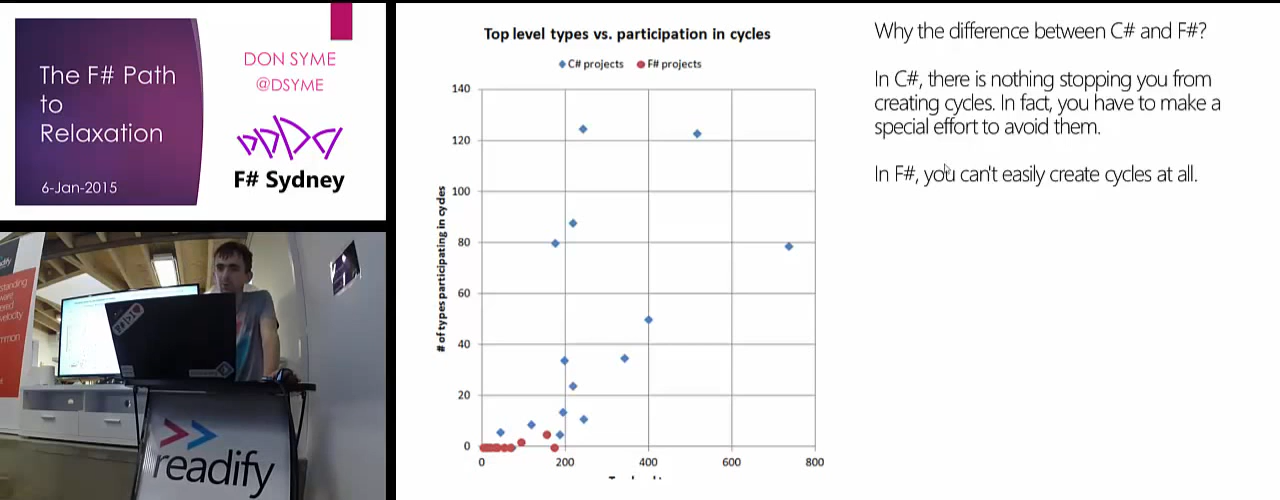 The F# Path
to
Relaxation
6-Jan-2015
DON SYME
@DSYME
F# Sydney
standing
velocity
readify
Top level types vs. participation in cycles
C# projects
F# projects
# of types participating in cycles
140
120
100
80
60
40
20
0
0
200
400
600
800
Why the difference between C# and F#?
In C#, there is nothing stopping you from
creating cycles. In fact, you have to make a
special effort to avoid them.
In F#, you can't easily create cycles at all.